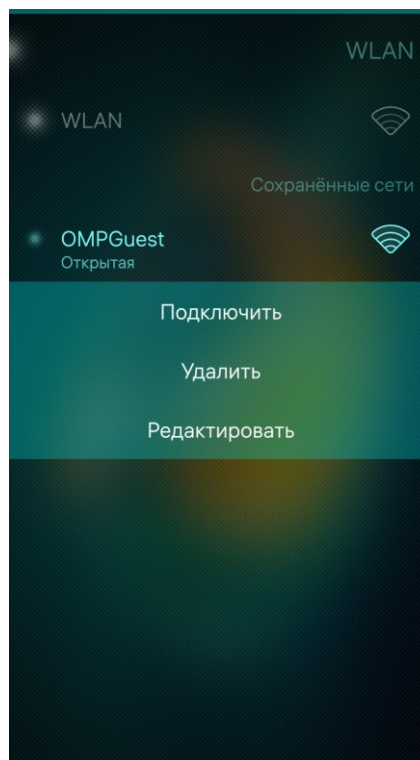 WLAN
WLAN
Сохранённые сети
OMPGuest
Открытая
Подключить
Удалить
Редактировать